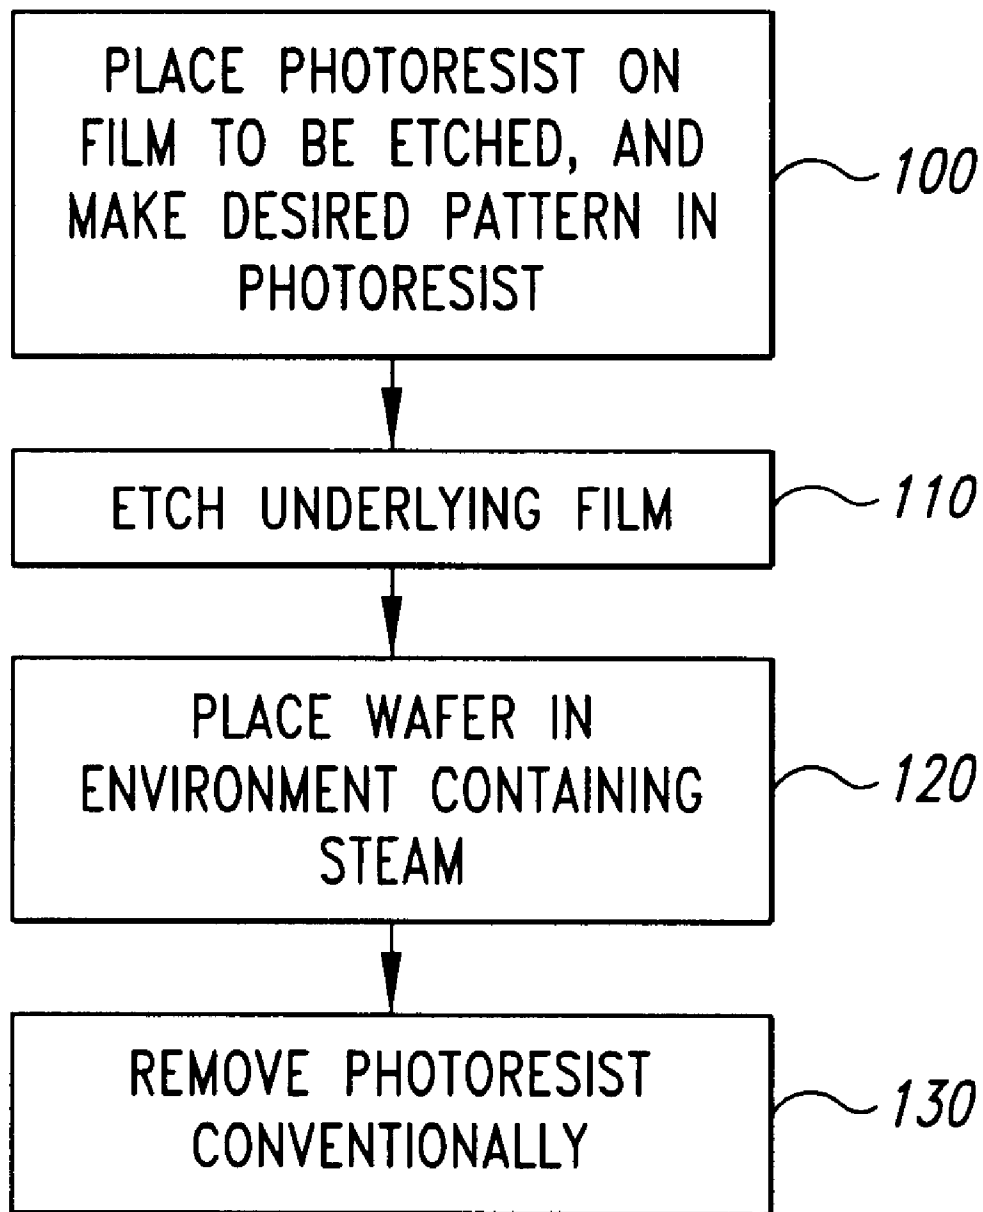 PLACE PHOTORESIST ON
FILM TO BE ETCHED, AND
MAKE DESIRED PATTERN IN
PHOTORESIST
100
ETCH UNDERLYING FILM
110
PLACE WAFER IN
ENVIRONMENT CONTAINING
STEAM
120
REMOVE PHOTORESIST
CONVENTIONALLY
130